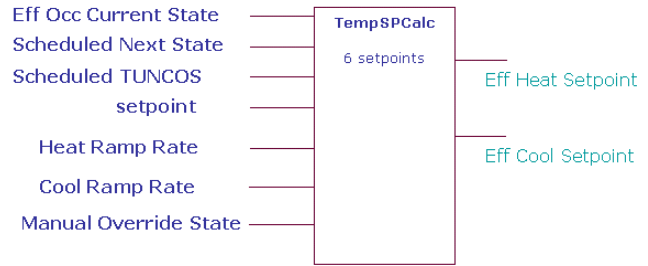 Eff Occ Current State
Scheduled Next State
Scheduled TUNCOS
setpoint
Heat Ramp Rate
Cool Ramp Rate
Manual Override State
TempSPCalc
6 setpoints
Eff Heat Setpoint
Eff Cool Setpoint